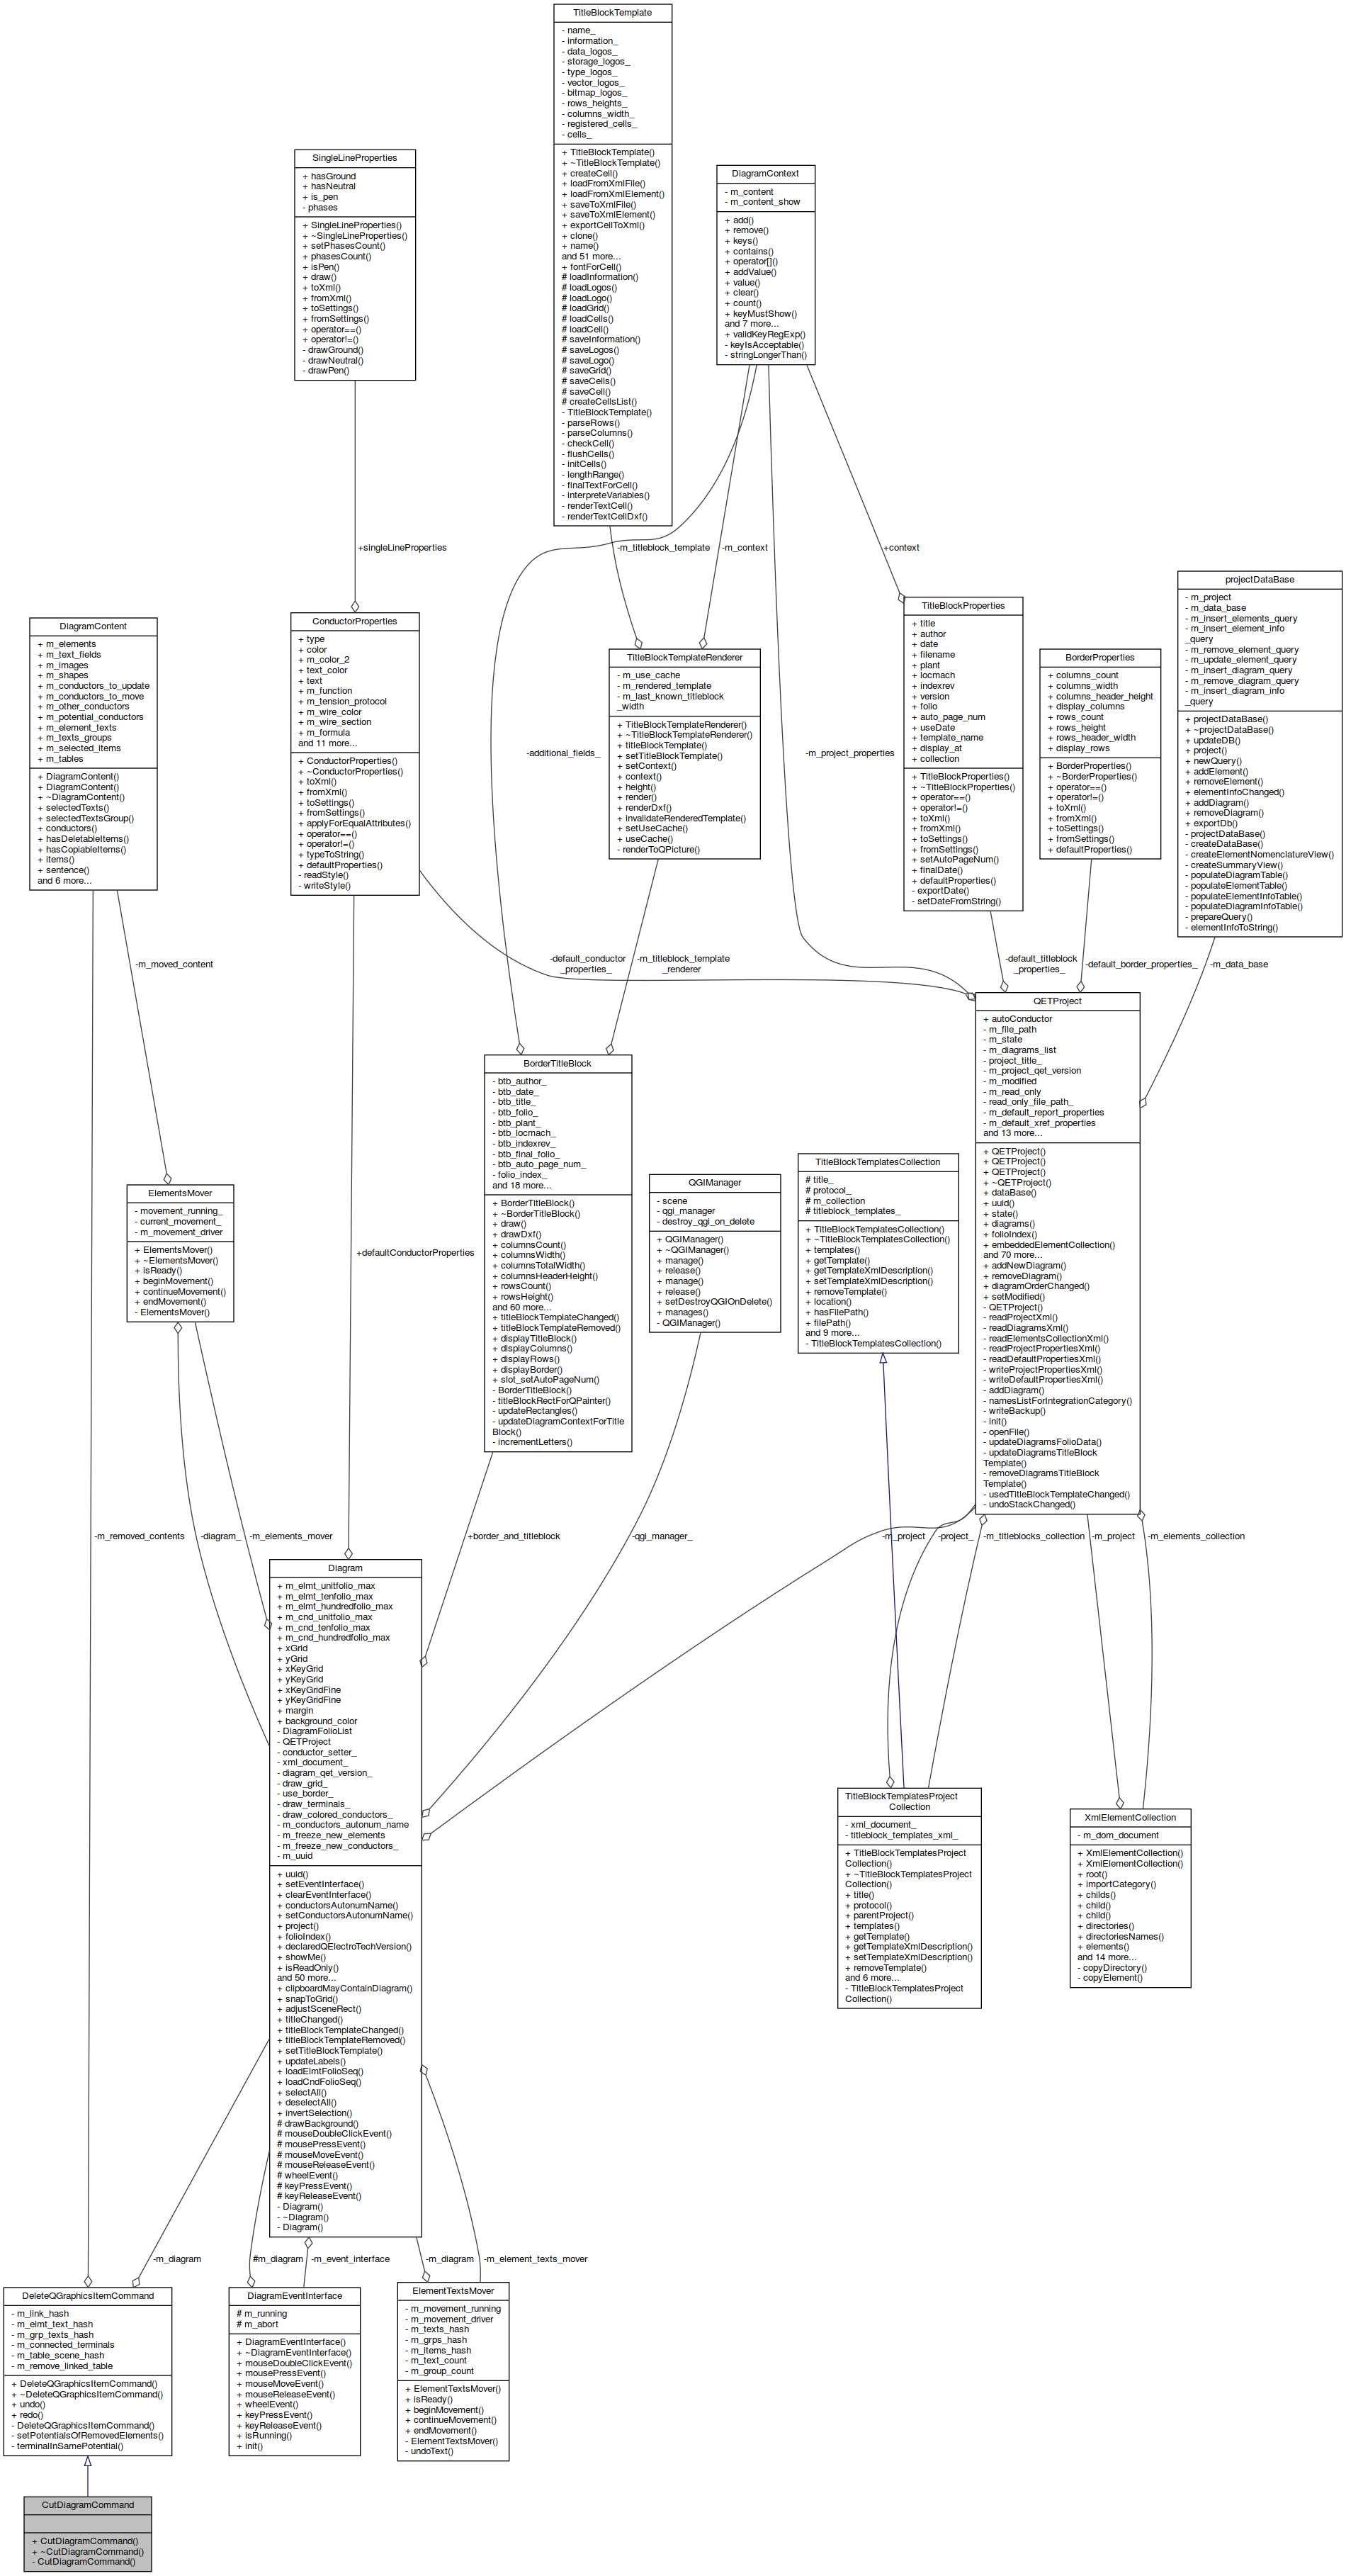 TitleBlockTemplate
- name_
- information_
- data_logos_
- storage_logos_
- type_logos_
- vector_logos_
- bitmap_logos_
- rows_heights_
- columns_width_
- registered_cells_
- cells_
+ TitleBlockTemplate()
+ ~TitleBlockTemplate()
+ createCell()
+ loadFromXmlFile()
+ loadFromXmlElement()
+ saveToXmlFile()
+ saveToXmlElement()
+ exportCellToXml()
+ clone()
+ name()
and 51 more...
+ fontForCell()
# loadInformation()
# loadLogos()
# loadLogo()
# loadGrid()
# loadCells()
# loadCell()
# saveInformation()
# saveLogos()
# saveLogo()
# saveGrid()
# saveCells()
# saveCell()
# createCellsList()
- TitleBlockTemplate()
- parseRows()
- parseColumns()
- checkCell()
- flushCells()
- initCells()
- lengthRange()
- finalTextForCell()
- interpreteVariables()
- renderTextCell()
- renderTextCellDxf()
SingleLineProperties
+ hasGround
+ hasNeutral
+ is_pen
- phases
+ SingleLineProperties()
+ ~SingleLineProperties()
+ setPhasesCount()
+ phasesCount()
+ isPen()
+ draw()
+ toXml()
+ fromXml()
+ toSettings()
+ fromSettings()
+ operator==()
+ operator!=()
- drawGround()
- drawNeutral()
- drawPen()
DiagramContext
- m_content
- m_content_show
+ add()
+ remove()
+ keys()
+ contains()
+ operator[]()
+ addValue()
+ value()
+ clear()
+ count()
+ keyMustShow()
and 7 more...
+ validKeyRegExp()
- keyIsAcceptable()
- stringLongerThan()
+singleLineProperties
-m_titleblock_template
-m_context
+context
DiagramContent
+ m_elements
+ m_text_fields
+ m_images
+ m_shapes
+ m_conductors_to_update
+ m_conductors_to_move
+ m_other_conductors
+ m_potential_conductors
+ m_element_texts
+ m_texts_groups
+ m_selected_items
+ m_tables
+ DiagramContent()
+ DiagramContent()
+ ~DiagramContent()
+ selectedTexts()
+ selectedTextsGroup()
+ conductors()
+ hasDeletableItems()
+ hasCopiableItems()
+ items()
+ sentence()
and 6 more...
ConductorProperties
+ type
+ color
+ m_color_2
+ text_color
+ text
+ m_function
+ m_tension_protocol
+ m_wire_color
+ m_wire_section
+ m_formula
and 11 more...
+ ConductorProperties()
+ ~ConductorProperties()
+ toXml()
+ fromXml()
+ toSettings()
+ fromSettings()
+ applyForEqualAttributes()
+ operator==()
+ operator!=()
+ typeToString()
+ defaultProperties()
- readStyle()
- writeStyle()
-additional_fields_
TitleBlockTemplateRenderer
- m_use_cache
- m_rendered_template
- m_last_known_titleblock
_width
+ TitleBlockTemplateRenderer()
+ ~TitleBlockTemplateRenderer()
+ titleBlockTemplate()
+ setTitleBlockTemplate()
+ setContext()
+ context()
+ height()
+ render()
+ renderDxf()
+ invalidateRenderedTemplate()
+ setUseCache()
+ useCache()
- renderToQPicture()
-m_project_properties
TitleBlockProperties
+ title
+ author
+ date
+ filename
+ plant
+ locmach
+ indexrev
+ version
+ folio
+ auto_page_num
+ useDate
+ template_name
+ display_at
+ collection
+ TitleBlockProperties()
+ ~TitleBlockProperties()
+ operator==()
+ operator!=()
+ toXml()
+ fromXml()
+ toSettings()
+ fromSettings()
+ setAutoPageNum()
+ finalDate()
+ defaultProperties()
- exportDate()
- setDateFromString()
BorderProperties
+ columns_count
+ columns_width
+ columns_header_height
+ display_columns
+ rows_count
+ rows_height
+ rows_header_width
+ display_rows
+ BorderProperties()
+ ~BorderProperties()
+ operator==()
+ operator!=()
+ toXml()
+ fromXml()
+ toSettings()
+ fromSettings()
+ defaultProperties()
projectDataBase
- m_project
- m_data_base
- m_insert_elements_query
- m_insert_element_info
_query
- m_remove_element_query
- m_update_element_query
- m_insert_diagram_query
- m_remove_diagram_query
- m_insert_diagram_info
_query
+ projectDataBase()
+ ~projectDataBase()
+ updateDB()
+ project()
+ newQuery()
+ addElement()
+ removeElement()
+ elementInfoChanged()
+ addDiagram()
+ removeDiagram()
+ exportDb()
- projectDataBase()
- createDataBase()
- createElementNomenclatureView()
- createSummaryView()
- populateDiagramTable()
- populateElementTable()
- populateElementInfoTable()
- populateDiagramInfoTable()
- prepareQuery()
- elementInfoToString()
-m_moved_content
-default_conductor
_properties_
-m_titleblock_template
_renderer
-default_titleblock
_properties_
-default_border_properties_
-m_data_base
ElementsMover
- movement_running_
- current_movement_
- m_movement_driver
+ ElementsMover()
+ ~ElementsMover()
+ isReady()
+ beginMovement()
+ continueMovement()
+ endMovement()
- ElementsMover()
+defaultConductorProperties
BorderTitleBlock
- btb_author_
- btb_date_
- btb_title_
- btb_folio_
- btb_plant_
- btb_locmach_
- btb_indexrev_
- btb_final_folio_
- btb_auto_page_num_
- folio_index_
and 18 more...
+ BorderTitleBlock()
+ ~BorderTitleBlock()
+ draw()
+ drawDxf()
+ columnsCount()
+ columnsWidth()
+ columnsTotalWidth()
+ columnsHeaderHeight()
+ rowsCount()
+ rowsHeight()
and 60 more...
+ titleBlockTemplateChanged()
+ titleBlockTemplateRemoved()
+ displayTitleBlock()
+ displayColumns()
+ displayRows()
+ displayBorder()
+ slot_setAutoPageNum()
- BorderTitleBlock()
- titleBlockRectForQPainter()
- updateRectangles()
- updateDiagramContextForTitle
Block()
- incrementLetters()
QGIManager
- scene
- qgi_manager
- destroy_qgi_on_delete
+ QGIManager()
+ ~QGIManager()
+ manage()
+ release()
+ manage()
+ release()
+ setDestroyQGIOnDelete()
+ manages()
- QGIManager()
TitleBlockTemplatesCollection
# title_
# protocol_
# m_collection
# titleblock_templates_
+ TitleBlockTemplatesCollection()
+ ~TitleBlockTemplatesCollection()
+ templates()
+ getTemplate()
+ getTemplateXmlDescription()
+ setTemplateXmlDescription()
+ removeTemplate()
+ location()
+ hasFilePath()
+ filePath()
and 9 more...
- TitleBlockTemplatesCollection()
QETProject
+ autoConductor
- m_file_path
- m_state
- m_diagrams_list
- project_title_
- m_project_qet_version
- m_modified
- m_read_only
- read_only_file_path_
- m_default_report_properties
- m_default_xref_properties
and 13 more...
+ QETProject()
+ QETProject()
+ QETProject()
+ ~QETProject()
+ dataBase()
+ uuid()
+ state()
+ diagrams()
+ folioIndex()
+ embeddedElementCollection()
and 70 more...
+ addNewDiagram()
+ removeDiagram()
+ diagramOrderChanged()
+ setModified()
- QETProject()
- readProjectXml()
- readDiagramsXml()
- readElementsCollectionXml()
- readProjectPropertiesXml()
- readDefaultPropertiesXml()
- writeProjectPropertiesXml()
- writeDefaultPropertiesXml()
- addDiagram()
- namesListForIntegrationCategory()
- writeBackup()
- init()
- openFile()
- updateDiagramsFolioData()
- updateDiagramsTitleBlock
Template()
- removeDiagramsTitleBlock
Template()
- usedTitleBlockTemplateChanged()
- undoStackChanged()
-m_removed_contents
-diagram_
-m_elements_mover
+border_and_titleblock
-qgi_manager_
-m_project
-project_
-m_titleblocks_collection
-m_project
-m_elements_collection
Diagram
+ m_elmt_unitfolio_max
+ m_elmt_tenfolio_max
+ m_elmt_hundredfolio_max
+ m_cnd_unitfolio_max
+ m_cnd_tenfolio_max
+ m_cnd_hundredfolio_max
+ xGrid
+ yGrid
+ xKeyGrid
+ yKeyGrid
+ xKeyGridFine
+ yKeyGridFine
+ margin
+ background_color
- DiagramFolioList
- QETProject
- conductor_setter_
- xml_document_
- diagram_qet_version_
- draw_grid_
- use_border_
- draw_terminals_
- draw_colored_conductors_
- m_conductors_autonum_name
- m_freeze_new_elements
- m_freeze_new_conductors_
- m_uuid
+ uuid()
+ setEventInterface()
+ clearEventInterface()
+ conductorsAutonumName()
+ setConductorsAutonumName()
+ project()
+ folioIndex()
+ declaredQElectroTechVersion()
+ showMe()
+ isReadOnly()
and 50 more...
+ clipboardMayContainDiagram()
+ snapToGrid()
+ adjustSceneRect()
+ titleChanged()
+ titleBlockTemplateChanged()
+ titleBlockTemplateRemoved()
+ setTitleBlockTemplate()
+ updateLabels()
+ loadElmtFolioSeq()
+ loadCndFolioSeq()
+ selectAll()
+ deselectAll()
+ invertSelection()
# drawBackground()
# mouseDoubleClickEvent()
# mousePressEvent()
# mouseMoveEvent()
# mouseReleaseEvent()
# wheelEvent()
# keyPressEvent()
# keyReleaseEvent()
- Diagram()
- ~Diagram()
- Diagram()
TitleBlockTemplatesProject
Collection
- xml_document_
- titleblock_templates_xml_
+ TitleBlockTemplatesProject
Collection()
+ ~TitleBlockTemplatesProject
Collection()
+ title()
+ protocol()
+ parentProject()
+ templates()
+ getTemplate()
+ getTemplateXmlDescription()
+ setTemplateXmlDescription()
+ removeTemplate()
and 6 more...
- TitleBlockTemplatesProject
Collection()
XmlElementCollection
- m_dom_document
+ XmlElementCollection()
+ XmlElementCollection()
+ root()
+ importCategory()
+ childs()
+ child()
+ child()
+ directories()
+ directoriesNames()
+ elements()
and 14 more...
- copyDirectory()
- copyElement()
-m_diagram
#m_diagram
-m_event_interface
-m_diagram
-m_element_texts_mover
DeleteQGraphicsItemCommand
- m_link_hash
- m_elmt_text_hash
- m_grp_texts_hash
- m_connected_terminals
- m_table_scene_hash
- m_remove_linked_table
+ DeleteQGraphicsItemCommand()
+ ~DeleteQGraphicsItemCommand()
+ undo()
+ redo()
- DeleteQGraphicsItemCommand()
- setPotentialsOfRemovedElements()
- terminalInSamePotential()
DiagramEventInterface
# m_running
# m_abort
+ DiagramEventInterface()
+ ~DiagramEventInterface()
+ mouseDoubleClickEvent()
+ mousePressEvent()
+ mouseMoveEvent()
+ mouseReleaseEvent()
+ wheelEvent()
+ keyPressEvent()
+ keyReleaseEvent()
+ isRunning()
+ init()
ElementTextsMover
- m_movement_running
- m_movement_driver
- m_texts_hash
- m_grps_hash
- m_items_hash
- m_text_count
- m_group_count
+ ElementTextsMover()
+ isReady()
+ beginMovement()
+ continueMovement()
+ endMovement()
- ElementTextsMover()
- undoText()
CutDiagramCommand
+ CutDiagramCommand()
+ ~CutDiagramCommand()
- CutDiagramCommand()